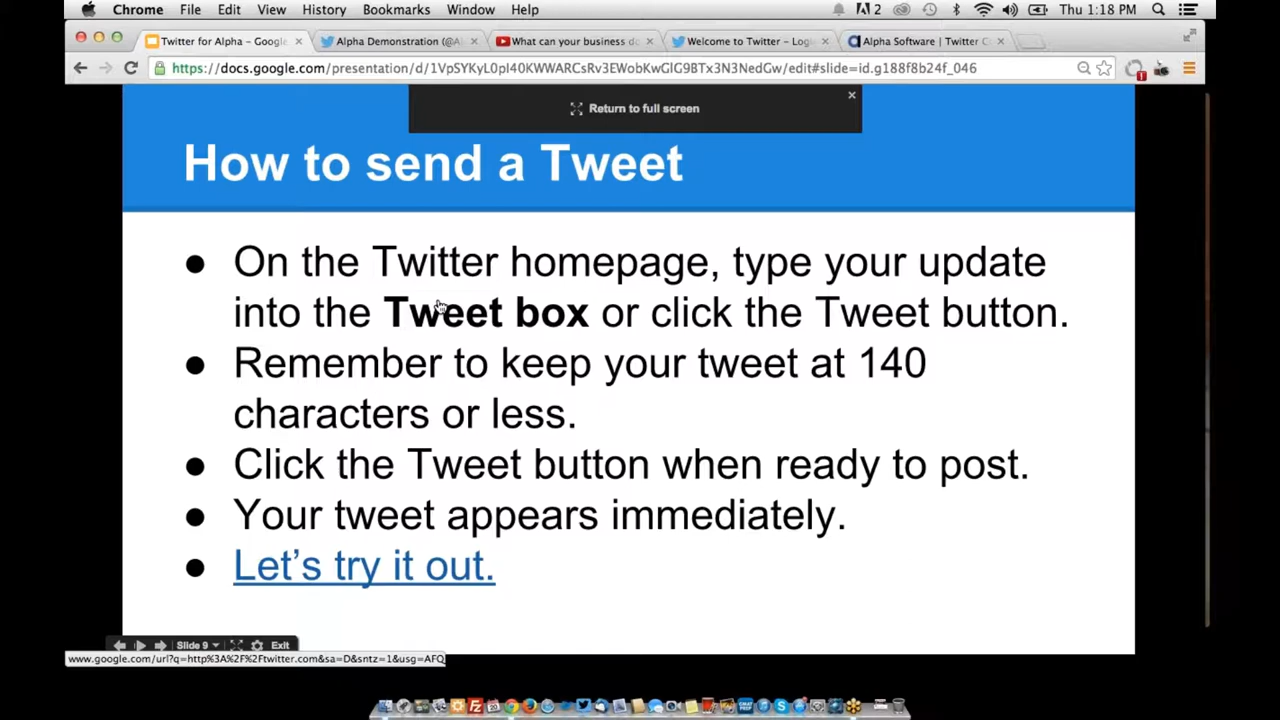 Chrome File Edit View History Bookmarks Window Help 2 Thu 1:18 PM
Twitter for Alpha - Google Alpha Demonstration (@Al What can your business do Welcome to Twitter - Login Alpha Software | Twitter C
https://docs.google.com/presentation/d/1VpSYKyL0pI40KWWARCsRv3EWobKwGlG9BTx3N3NedGw/edit#slide=id.g188f8b24f_046
Return to full screen
How to send a Tweet
● On the Twitter homepage, type your update
into the Tweet box or click the Tweet button.
● Remember to keep your tweet at 140
characters or less.
● Click the Tweet button when ready to post.
● Your tweet appears immediately.
● Let's try it out.
Slide 9 Exit
www.google.com/url?q=http%3A%2F%2Ftwitter.com&sa=D&sntz=1&usg=AFQ